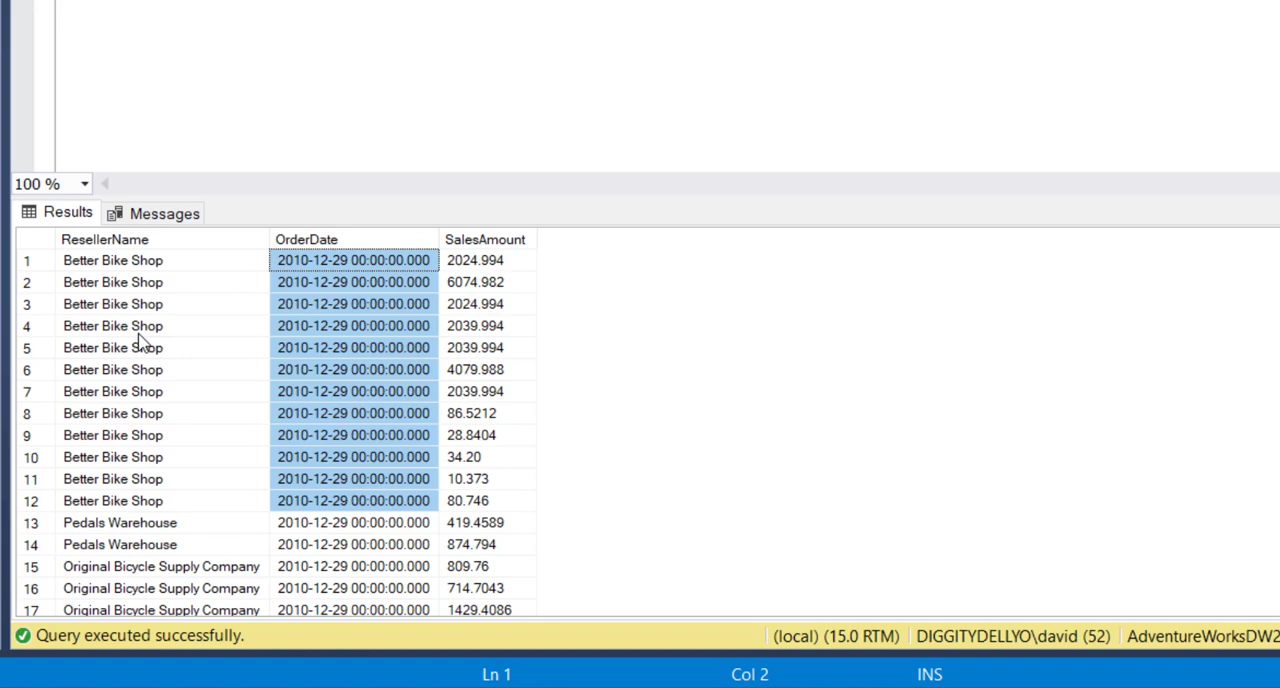 100 %
Results Messages
ResellerName OrderDate SalesAmount
1 Better Bike Shop 2010-12-29 00:00:00.000 2024.994
2 Better Bike Shop 2010-12-29 00:00:00.000 6074.982
3 Better Bike Shop 2010-12-29 00:00:00.000 2024.994
4 Better Bike Shop 2010-12-29 00:00:00.000 2039.994
5 Better Bike Shop 2010-12-29 00:00:00.000 2039.994
6 Better Bike Shop 2010-12-29 00:00:00.000 4079.988
7 Better Bike Shop 2010-12-29 00:00:00.000 2039.994
8 Better Bike Shop 2010-12-29 00:00:00.000 86.5212
9 Better Bike Shop 2010-12-29 00:00:00.000 28.8404
10 Better Bike Shop 2010-12-29 00:00:00.000 34.20
11 Better Bike Shop 2010-12-29 00:00:00.000 10.373
12 Better Bike Shop 2010-12-29 00:00:00.000 80.746
13 Pedals Warehouse 2010-12-29 00:00:00.000 419.4589
14 Pedals Warehouse 2010-12-29 00:00:00.000 874.794
15 Original Bicycle Supply Company 2010-12-29 00:00:00.000 809.76
16 Original Bicycle Supply Company 2010-12-29 00:00:00.000 714.7043
17 Original Bicycle Supply Company 2010-12-29 00:00:00.000 1429.4086
Query executed successfully. (local) (15.0 RTM) DIGGITYDELLYO\david (52) AdventureWorksDW2
Ln 1 Col 2 INS